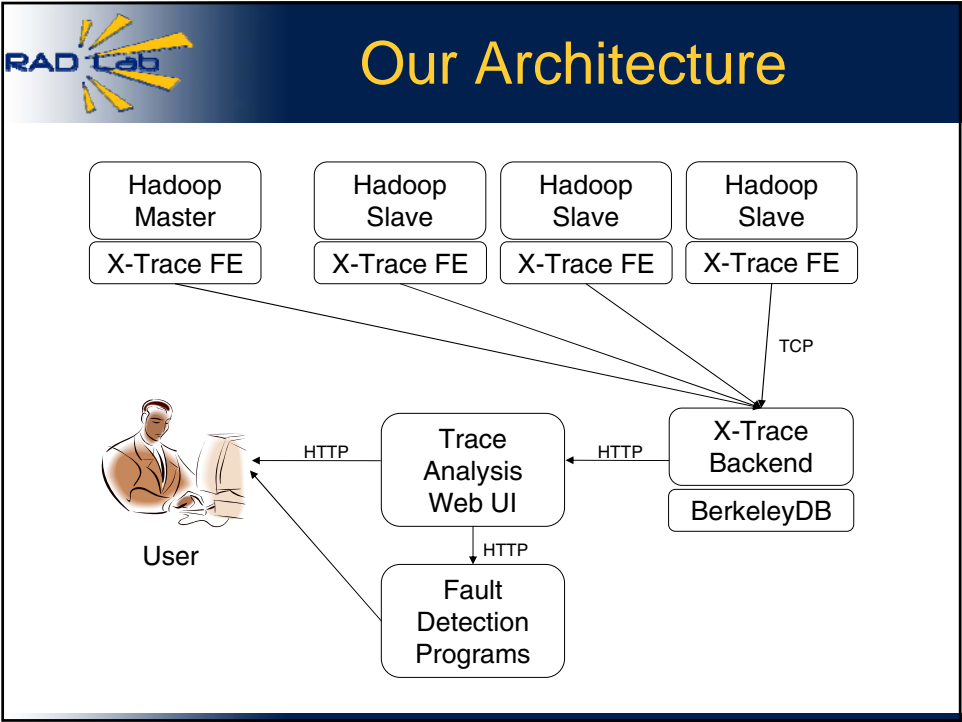 RAD Lab
Our Architecture
Hadoop
Master
X-Trace FE
Hadoop
Slave
X-Trace FE
Hadoop
Slave
X-Trace FE
Hadoop
Slave
X-Trace FE
TCP
User
HTTP
Trace
Analysis
Web UI
HTTP
X-Trace
Backend
BerkeleyDB
HTTP
Fault
Detection
Programs